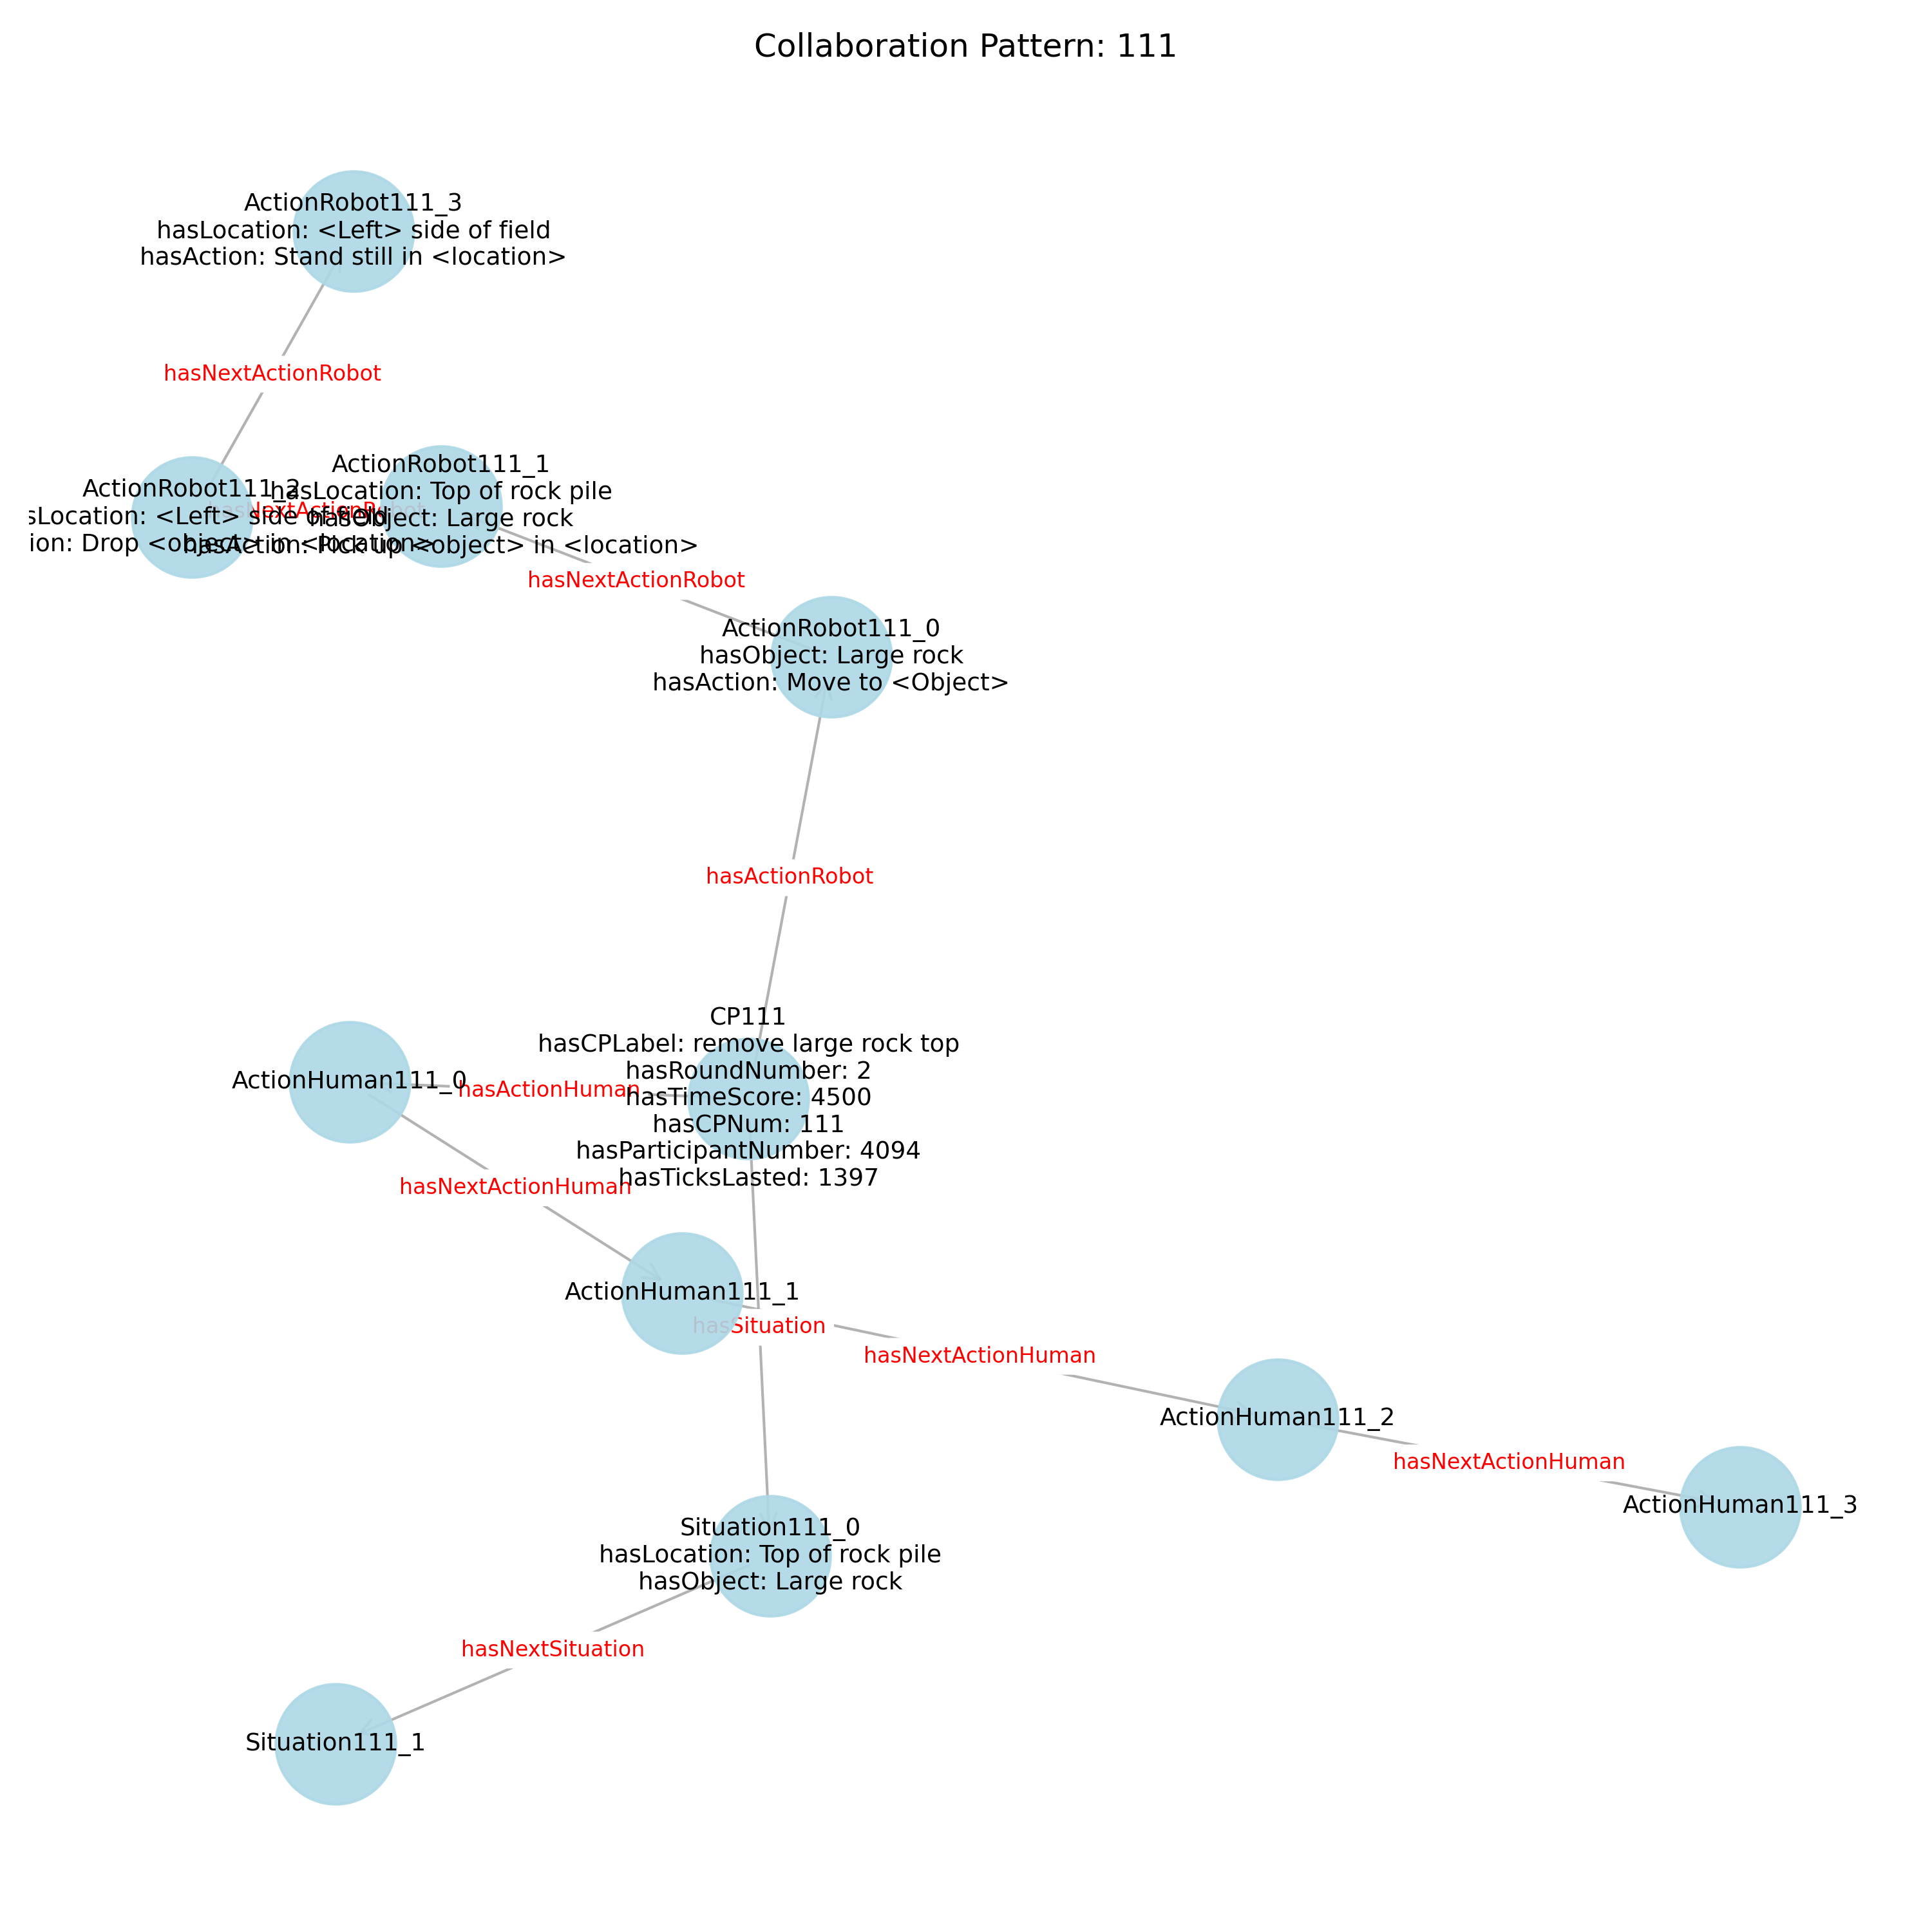 Collaboration Pattern: 111
ActionRobot111_3
hasLocation: <Left> side of field
hasAction: Stand still in <location>
hasNextActionRobot
ActionRobot111_2
sLocation: <Left> side of field
ion: Drop <object> in <location>
hasNextActionRobot
ActionRobot111_1
hasLocation: Top of rock pile
hasObject: Large rock
hasAction: Pick up <object> in <location>
hasNextActionRobot
ActionRobot111_0
hasObject: Large rock
hasAction: Move to <Object>
hasActionRobot
CP111
hasCPLabel: remove large rock top
hasRoundNumber: 2
hasTimeScore: 4500
hasCPNum: 111
hasParticipantNumber: 4094
hasTicksLasted: 1397
ActionHuman111_0
hasActionHuman
hasNextActionHuman
ActionHuman111_1
hasSituation
hasNextActionHuman
ActionHuman111_2
hasNextActionHuman
ActionHuman111_3
Situation111_0
hasLocation: Top of rock pile
hasObject: Large rock
hasNextSituation
Situation111_1